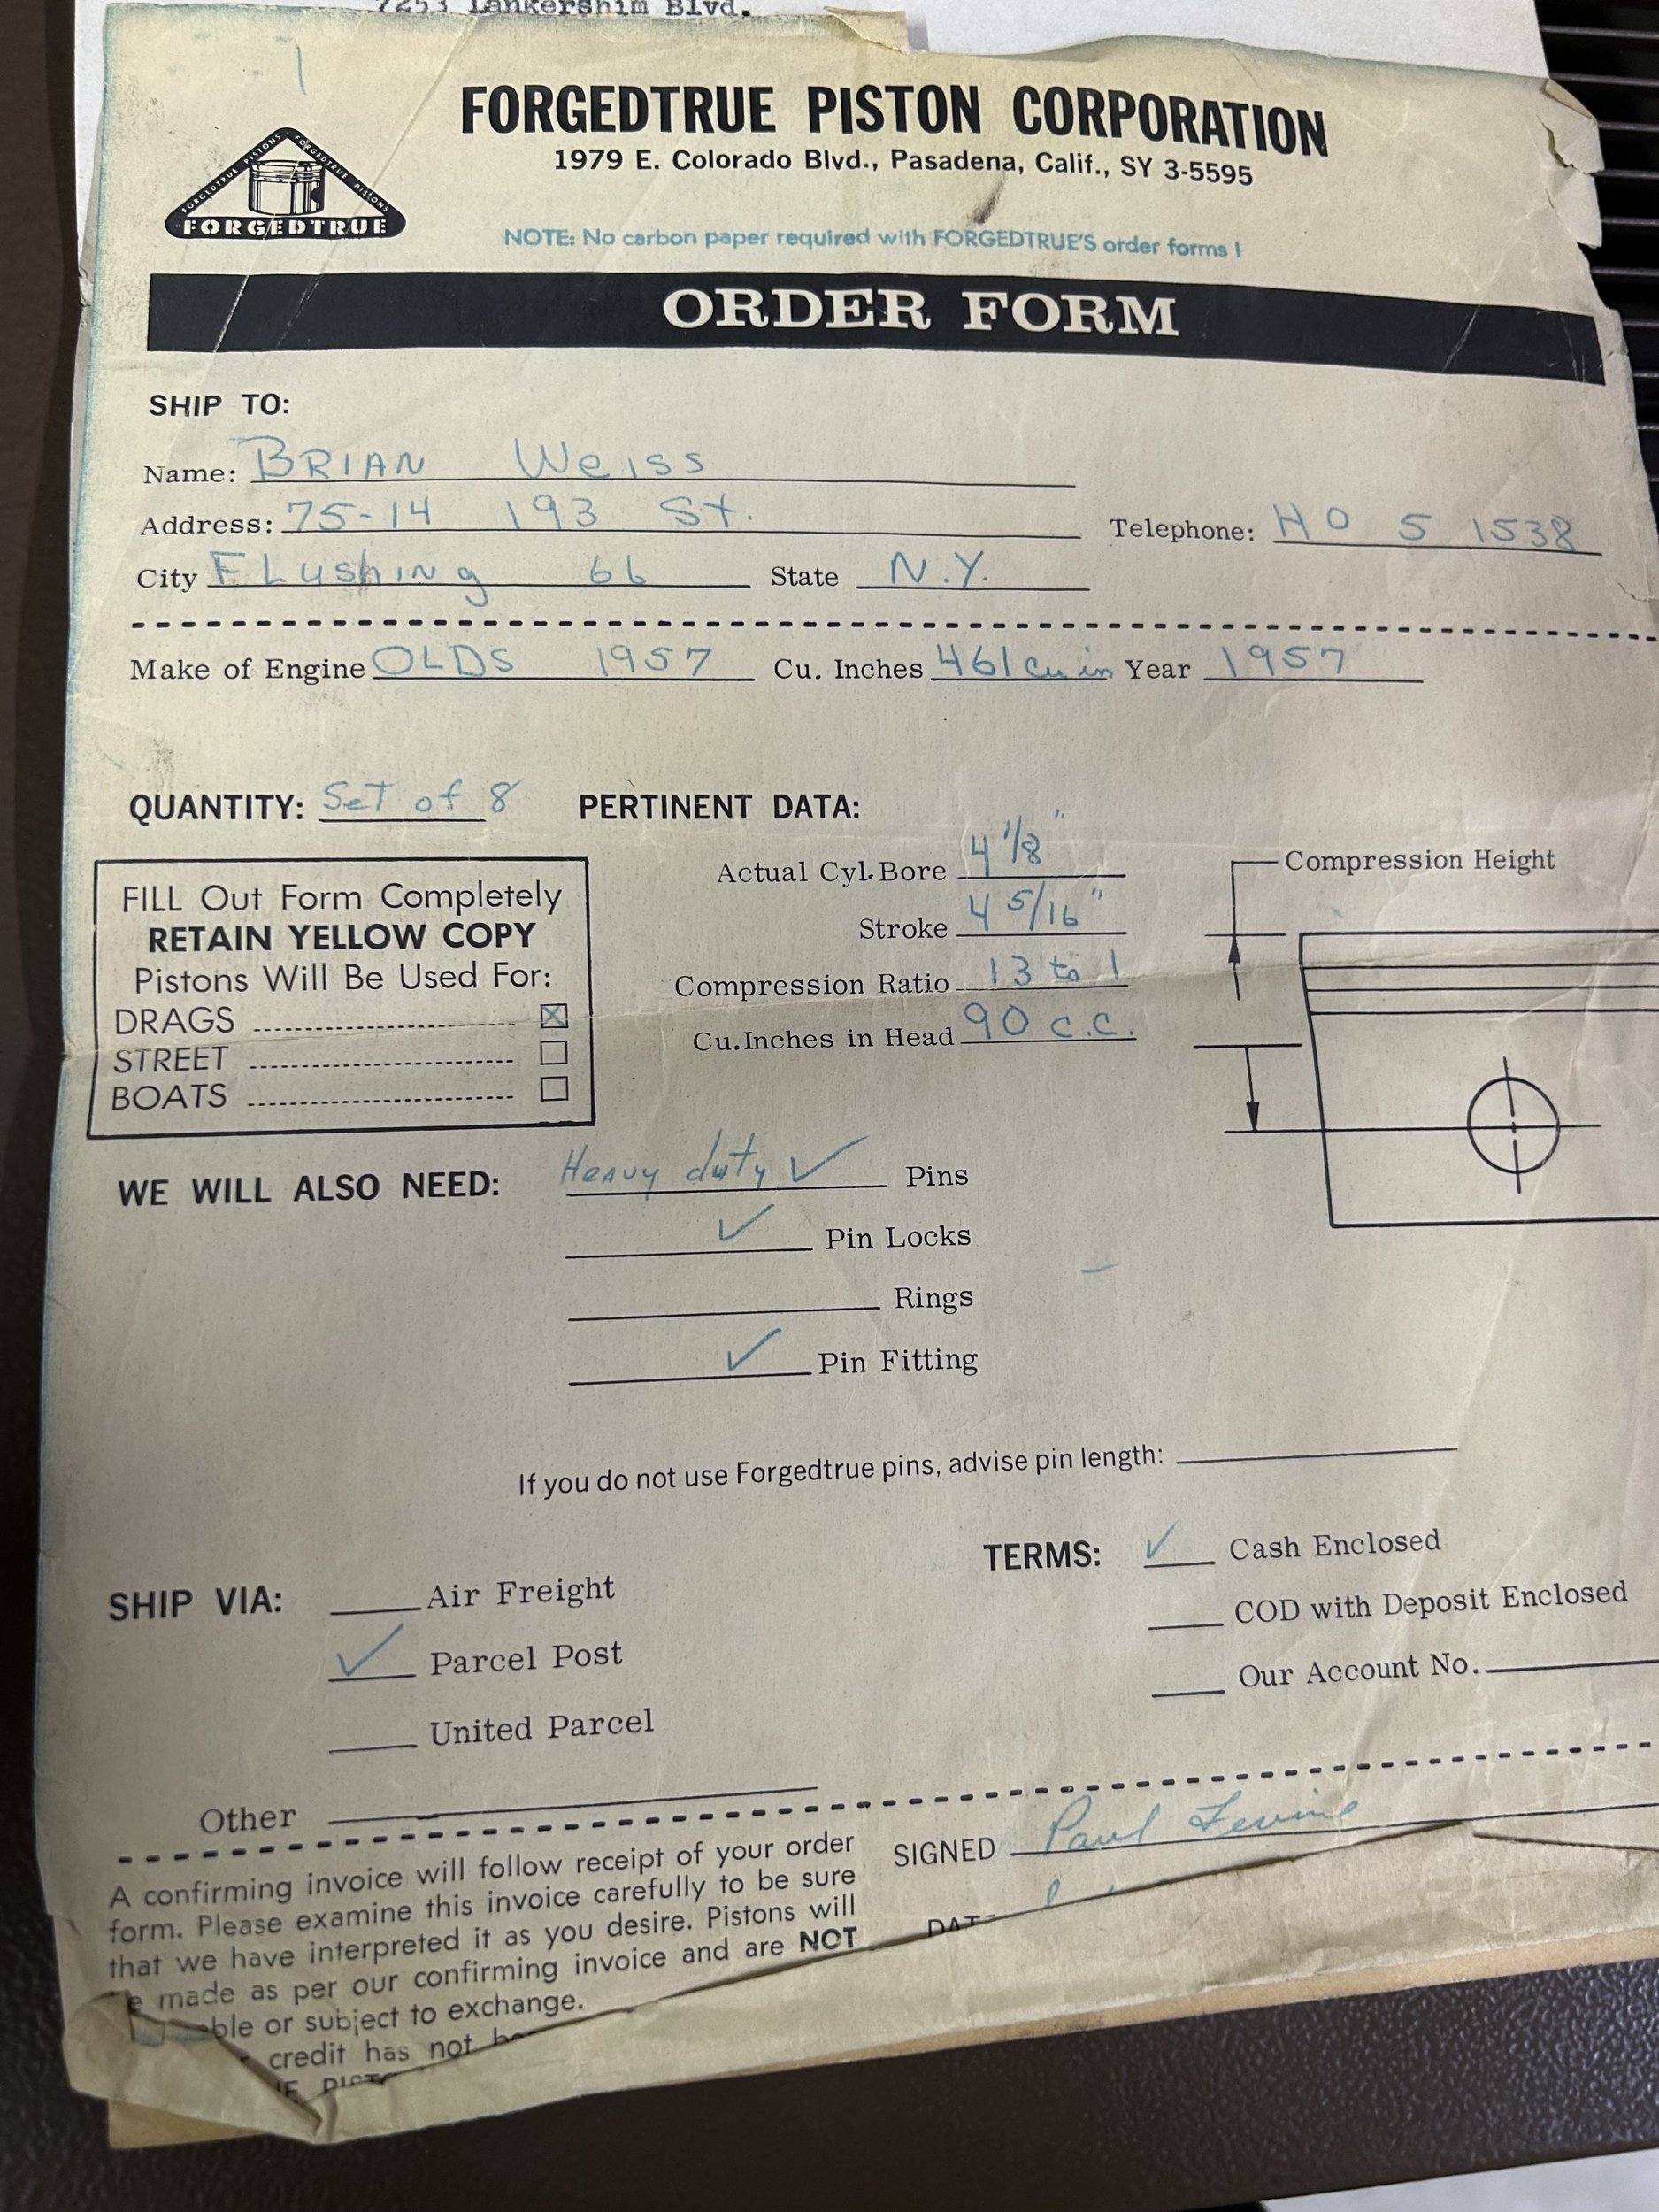 7253 Lankershim Blvd.
FORGEDTRUE PISTON CORPORATION
1979 E. Colorado Blvd., Pasadena, Calif., SY 3-5595
FORGEDTRUE PISTONS FORGEDTRUE PISTONS
FORGEDTRUE
NOTE: No carbon paper required with FORGEDTRUE'S order forms !
ORDER FORM
SHIP TO:
Name: BRIAN Weiss
Address: 75-14 193 St. Telephone: HO 5 1538
City FLushing 66 State N.Y.
Make of Engine OLDS 1957 Cu. Inches 461 cu in Year 1957
QUANTITY: Set of 8 PERTINENT DATA:
Actual Cyl. Bore 4 1/8"
Stroke 4 5/16"
Compression Ratio 13 to 1
Cu. Inches in Head 90 c.c.
Compression Height
FILL Out Form Completely
RETAIN YELLOW COPY
Pistons Will Be Used For:
DRAGS ☒
STREET ☐
BOATS ☐
WE WILL ALSO NEED: Heavy duty ✓ Pins
✓ Pin Locks
Rings
✓ Pin Fitting
If you do not use Forgedtrue pins, advise pin length:
TERMS: ✓ Cash Enclosed
COD with Deposit Enclosed
Our Account No.
SHIP VIA: Air Freight
✓ Parcel Post
United Parcel
Other
SIGNED Paul Levine
A confirming invoice will follow receipt of your order
form. Please examine this invoice carefully to be sure
that we have interpreted it as you desire. Pistons will
made as per our confirming invoice and are NOT
or subject to exchange.
credit has not